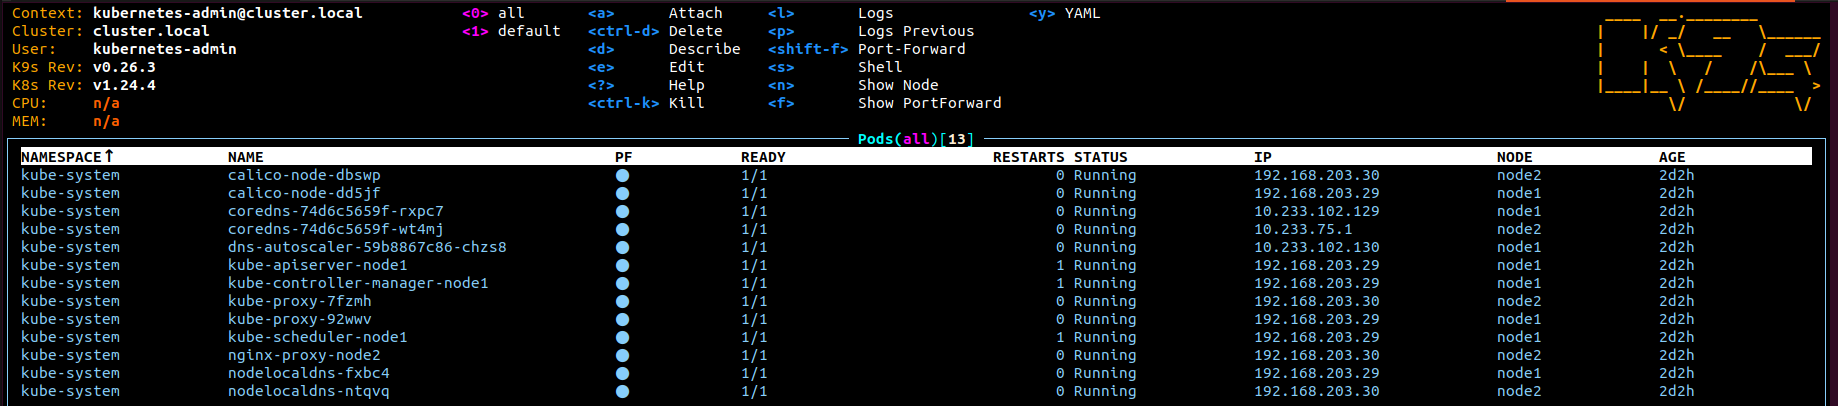 Context: kubernetes-admin@cluster.local <0> all <a> Attach <l> Logs <y> YAML
Cluster: cluster.local <1> default <ctrl-d> Delete <p> Logs Previous
User: kubernetes-admin <d> Describe <shift-f> Port-Forward
K9s Rev: v0.26.3 <e> Edit <s> Shell
K8s Rev: v1.24.4 <?> Help <n> Show Node
CPU: n/a <ctrl-k> Kill <f> Show PortForward
MEM: n/a
Pods(all)[13]
NAMESPACE↑ NAME PF READY RESTARTS STATUS IP NODE AGE
kube-system calico-node-dbswp ● 1/1 0 Running 192.168.203.30 node2 2d2h
kube-system calico-node-dd5jf ● 1/1 0 Running 192.168.203.29 node1 2d2h
kube-system coredns-74d6c5659f-rxpc7 ● 1/1 0 Running 10.233.102.129 node1 2d2h
kube-system coredns-74d6c5659f-wt4mj ● 1/1 0 Running 10.233.75.1 node2 2d2h
kube-system dns-autoscaler-59b8867c86-chzs8 ● 1/1 0 Running 10.233.102.130 node1 2d2h
kube-system kube-apiserver-node1 ● 1/1 1 Running 192.168.203.29 node1 2d2h
kube-system kube-controller-manager-node1 ● 1/1 1 Running 192.168.203.29 node1 2d2h
kube-system kube-proxy-7fzmh ● 1/1 0 Running 192.168.203.30 node2 2d2h
kube-system kube-proxy-92wwv ● 1/1 0 Running 192.168.203.29 node1 2d2h
kube-system kube-scheduler-node1 ● 1/1 1 Running 192.168.203.29 node1 2d2h
kube-system nginx-proxy-node2 ● 1/1 0 Running 192.168.203.30 node2 2d2h
kube-system nodelocaldns-fxbc4 ● 1/1 0 Running 192.168.203.29 node1 2d2h
kube-system nodelocaldns-ntqvq ● 1/1 0 Running 192.168.203.30 node2 2d2h